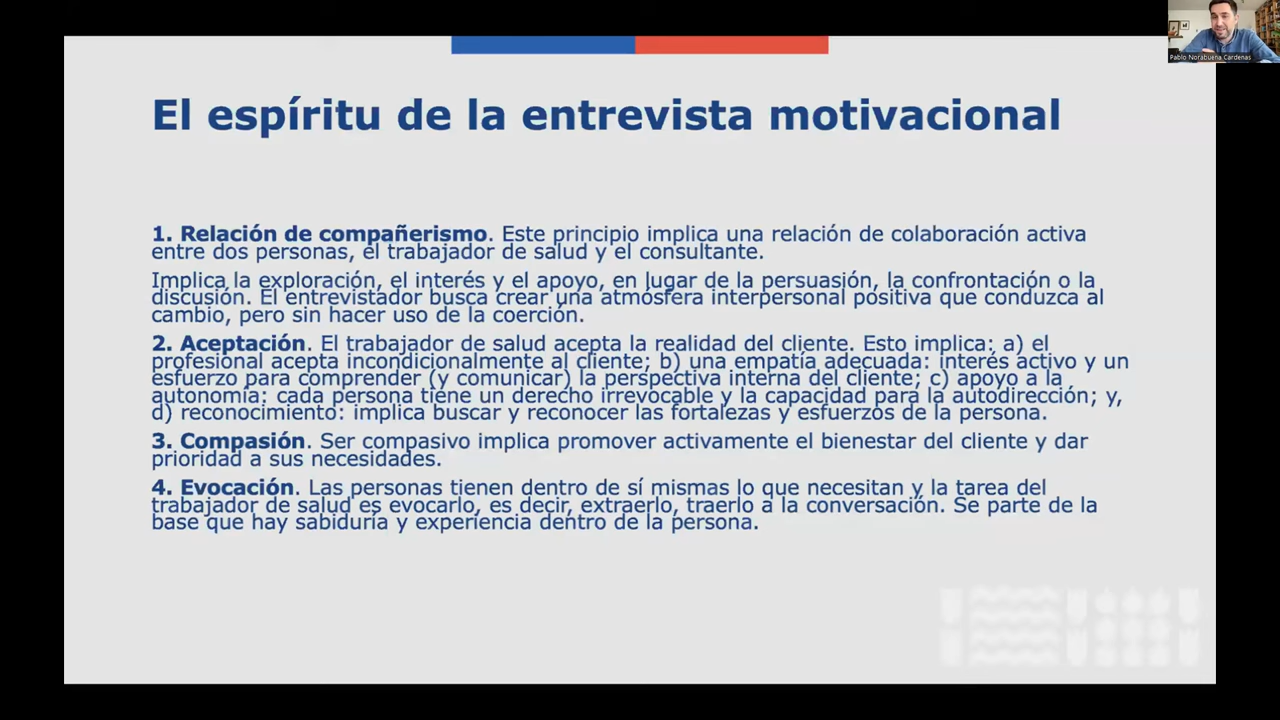 Pablo Norabuena Cardenas
El espíritu de la entrevista motivacional
1. Relación de compañerismo. Este principio implica una relación de colaboración activa
entre dos personas, el trabajador de salud y el consultante.
Implica la exploración, el interés y el apoyo, en lugar de la persuasión, la confrontación o la
discusión. El entrevistador busca crear una atmósfera interpersonal positiva que conduzca al
cambio, pero sin hacer uso de la coerción.
2. Aceptación. El trabajador de salud acepta la realidad del cliente. Esto implica: a) el
profesional acepta incondicionalmente al cliente; b) una empatía adecuada: interés activo y un
esfuerzo para comprender (y comunicar) la perspectiva interna del cliente; c) apoyo a la
autonomía: cada persona tiene un derecho irrevocable y la capacidad para la autodirección; y,
d) reconocimiento: implica buscar y reconocer las fortalezas y esfuerzos de la persona.
3. Compasión. Ser compasivo implica promover activamente el bienestar del cliente y dar
prioridad a sus necesidades.
4. Evocación. Las personas tienen dentro de sí mismas lo que necesitan y la tarea del
trabajador de salud es evocarlo, es decir, extraerlo, traerlo a la conversación. Se parte de la
base que hay sabiduría y experiencia dentro de la persona.